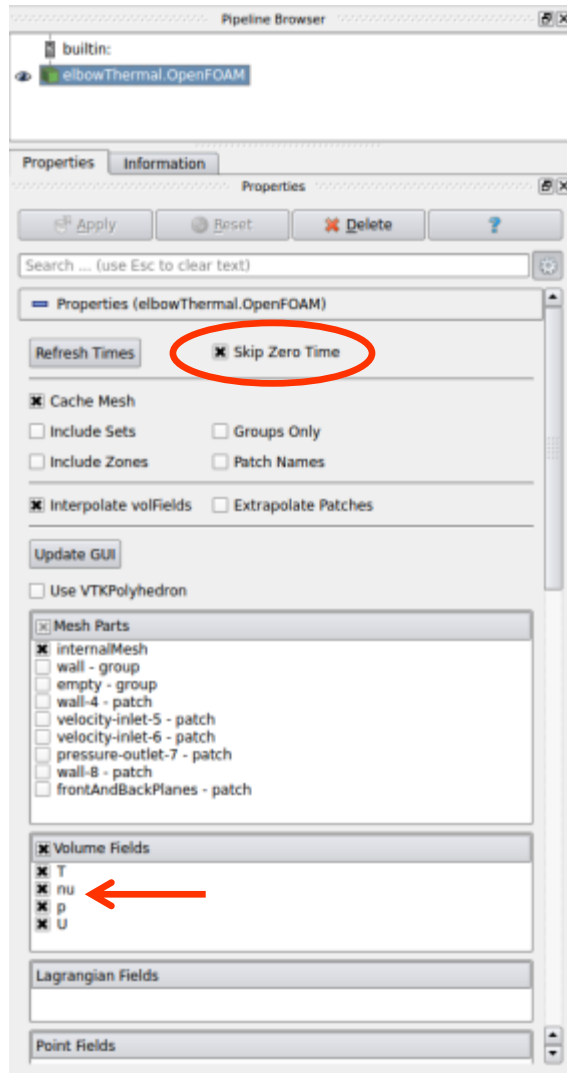 Pipeline Browser
builtin:
elbowThermal.OpenFOAM
Properties Information
Properties
Apply Reset Delete ?
Search ... (use Esc to clear text)
Properties (elbowThermal.OpenFOAM)
Refresh Times Skip Zero Time
Cache Mesh
Include Sets Groups Only
Include Zones Patch Names
Interpolate volFields Extrapolate Patches
Update GUI
Use VTKPolyhedron
Mesh Parts
internalMesh
wall - group
empty - group
wall-4 - patch
velocity-inlet-5 - patch
velocity-inlet-6 - patch
pressure-outlet-7 - patch
wall-8 - patch
frontAndBackPlanes - patch
Volume Fields
T
nu
p
U
Lagrangian Fields
Point Fields